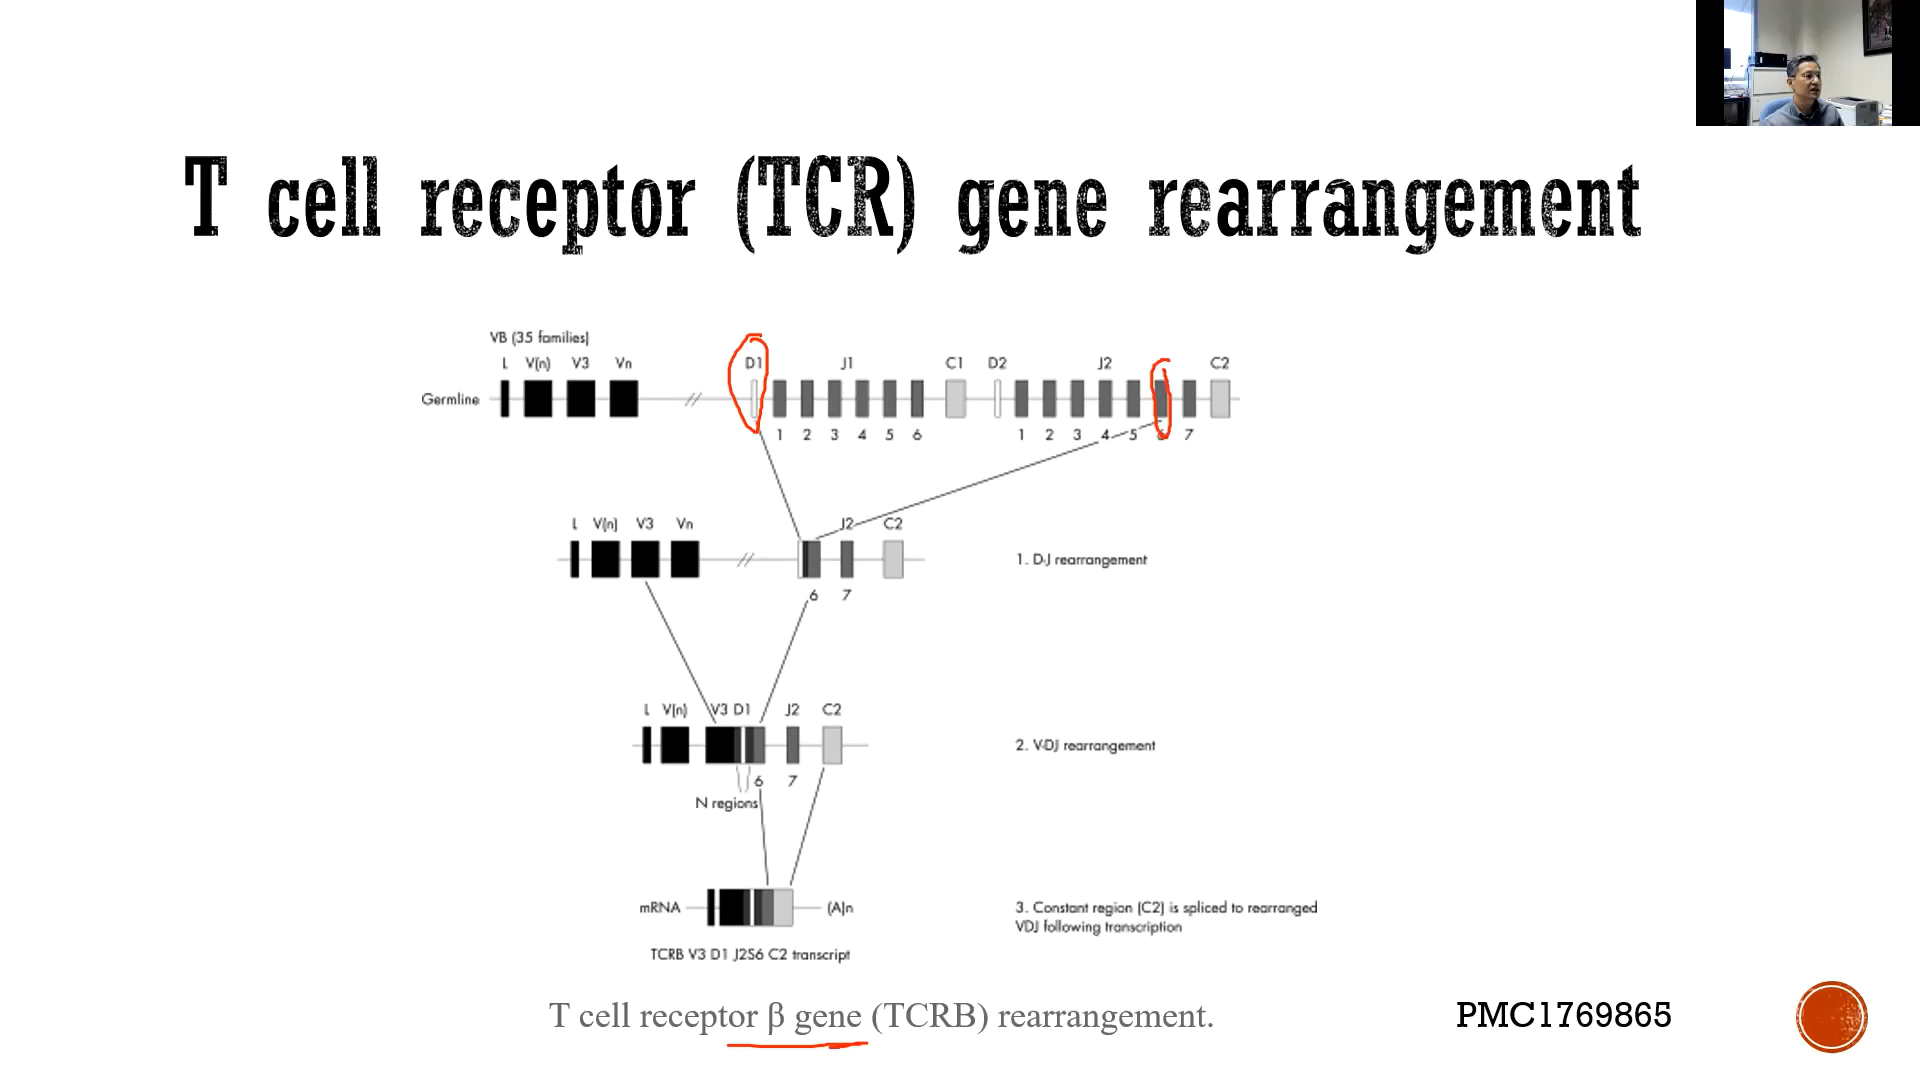 T cell receptor (TCR) gene rearrangement
VB (35 families)
L V(n) V3 Vn D1 J1 C1 D2 J2 C2
Germline
1 2 3 4 5 6 1 2 3 4 5 6 7
L V(n) V3 Vn J2 C2
1. D-J rearrangement
6 7
L V(n) V3 D1 J2 C2
2. V-DJ rearrangement
6 7
N regions
mRNA (A)n
3. Constant region (C2) is spliced to rearranged
VDJ following transcription
TCRB V3 D1 J2S6 C2 transcript
T cell receptor β gene (TCRB) rearrangement.
PMC1769865